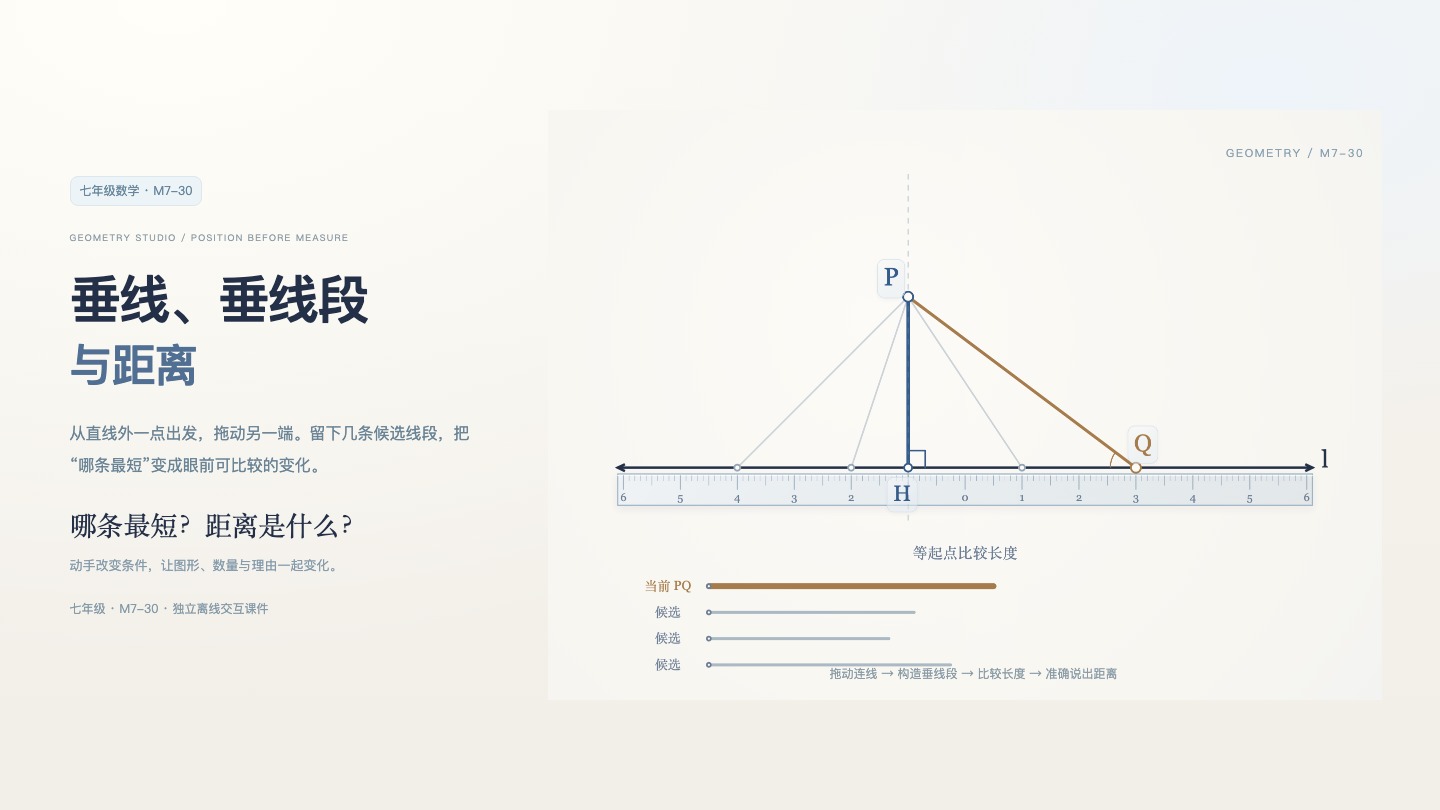 七年级数学 · M7–30
GEOMETRY STUDIO / POSITION BEFORE MEASURE
垂线、垂线段
与距离
从直线外一点出发，拖动另一端。留下几条候选线段，把
“哪条最短”变成眼前可比较的变化。
哪条最短？距离是什么？
动手改变条件，让图形、数量与理由一起变化。
七年级 · M7–30 · 独立离线交互课件
GEOMETRY / M7–30
P
Q
l
H
6 5 4 3 2 0 1 2 3 4 5 6
等起点比较长度
当前 PQ
候选
候选
候选
拖动连线 → 构造垂线段 → 比较长度 → 准确说出距离